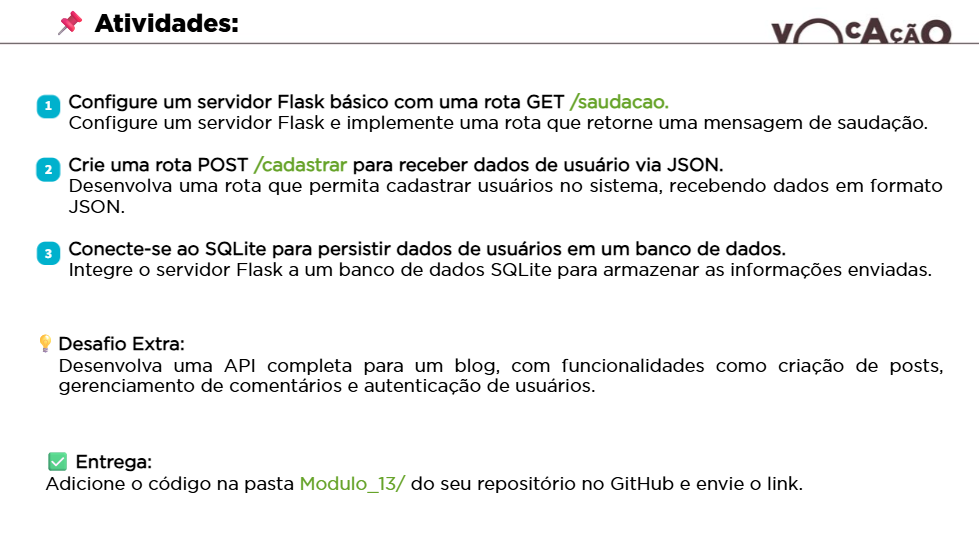 Atividades:
VOCAÇÃO
1 Configure um servidor Flask básico com uma rota GET /saudacao.
Configure um servidor Flask e implemente uma rota que retorne uma mensagem de saudação.
2 Crie uma rota POST /cadastrar para receber dados de usuário via JSON.
Desenvolva uma rota que permita cadastrar usuários no sistema, recebendo dados em formato
JSON.
3 Conecte-se ao SQLite para persistir dados de usuários em um banco de dados.
Integre o servidor Flask a um banco de dados SQLite para armazenar as informações enviadas.
Desafio Extra:
Desenvolva uma API completa para um blog, com funcionalidades como criação de posts,
gerenciamento de comentários e autenticação de usuários.
Entrega:
Adicione o código na pasta Modulo_13/ do seu repositório no GitHub e envie o link.